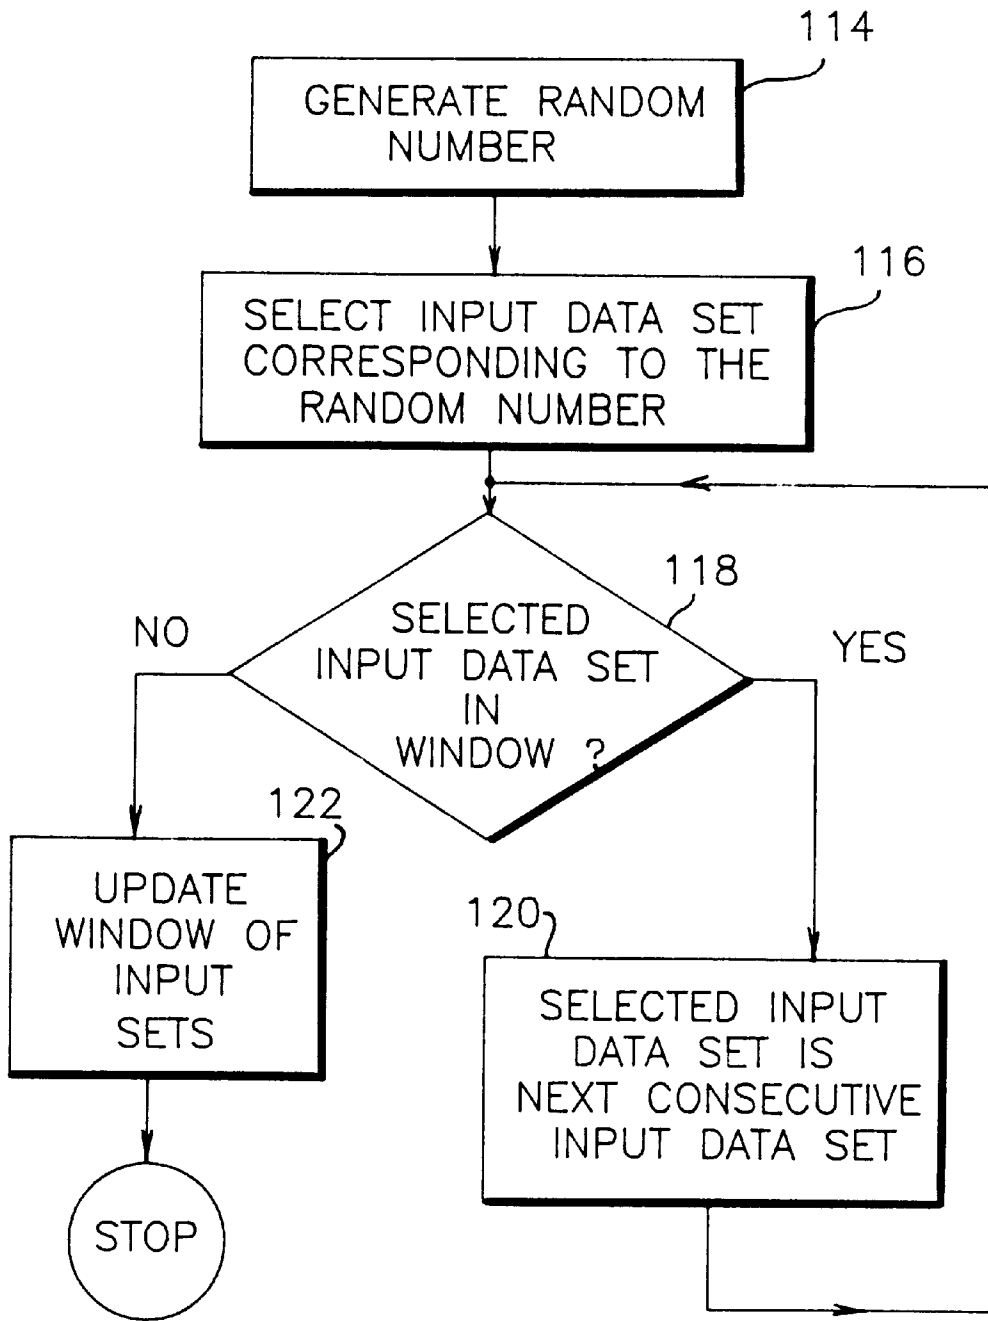 114
GENERATE RANDOM
NUMBER
116
SELECT INPUT DATA SET
CORRESPONDING TO THE
RANDOM NUMBER
118
SELECTED
INPUT DATA SET
IN
WINDOW ?
NO
YES
122
UPDATE
WINDOW OF
INPUT
SETS
120
SELECTED INPUT
DATA SET IS
NEXT CONSECUTIVE
INPUT DATA SET
STOP